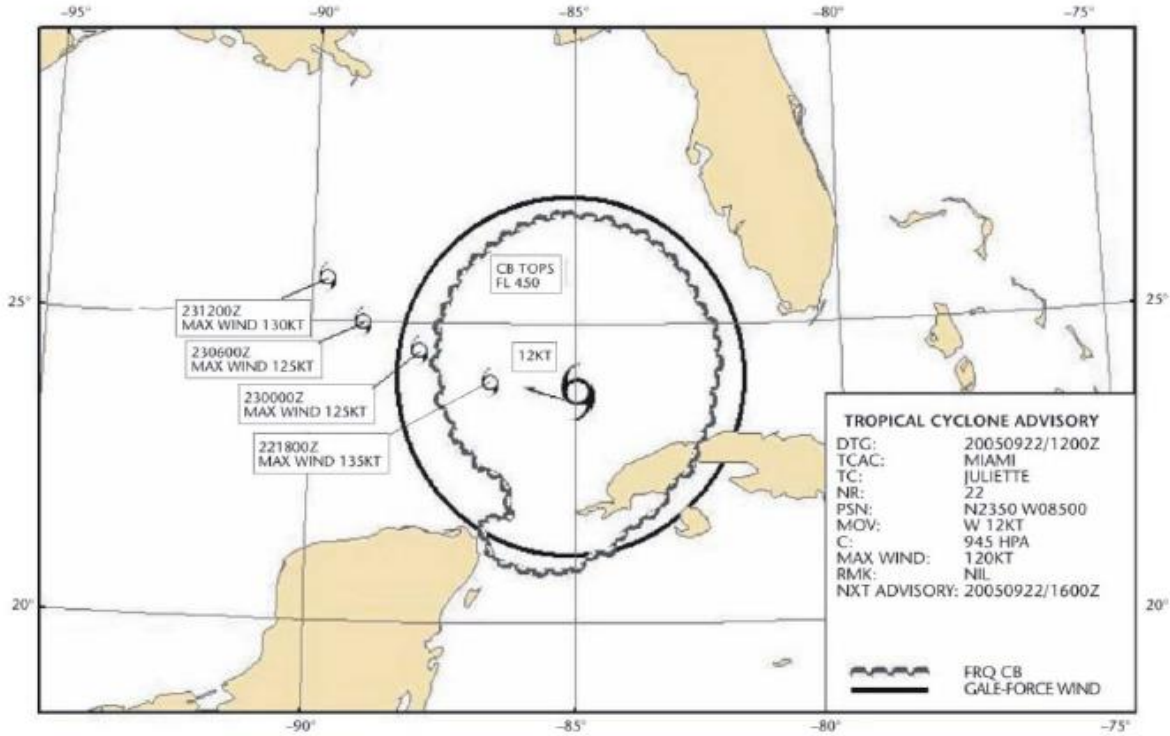 -95° -90° -85° -80° -75°
25° 25°
20° 20°
CB TOPS
FL 450
12KT
231200Z
MAX WIND 130KT
230600Z
MAX WIND 125KT
230000Z
MAX WIND 125KT
221800Z
MAX WIND 135KT
TROPICAL CYCLONE ADVISORY
DTG: 20050922/1200Z
TCAC: MIAMI
TC: JULIETTE
NR: 22
PSN: N2350 W08500
MOV: W 12KT
C: 945 HPA
MAX WIND: 120KT
RMK: NIL
NXT ADVISORY: 20050922/1600Z
FRQ CB
GALE-FORCE WIND
-90° -85° -80° -75°